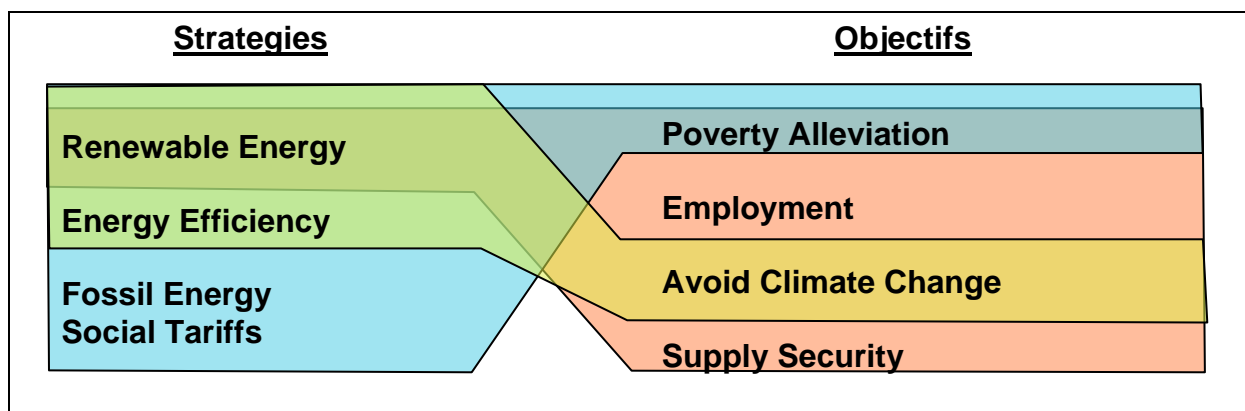 Strategies
Objectifs
Renewable Energy
Energy Efficiency
Fossil Energy
Social Tariffs
Poverty Alleviation
Employment
Avoid Climate Change
Supply Security